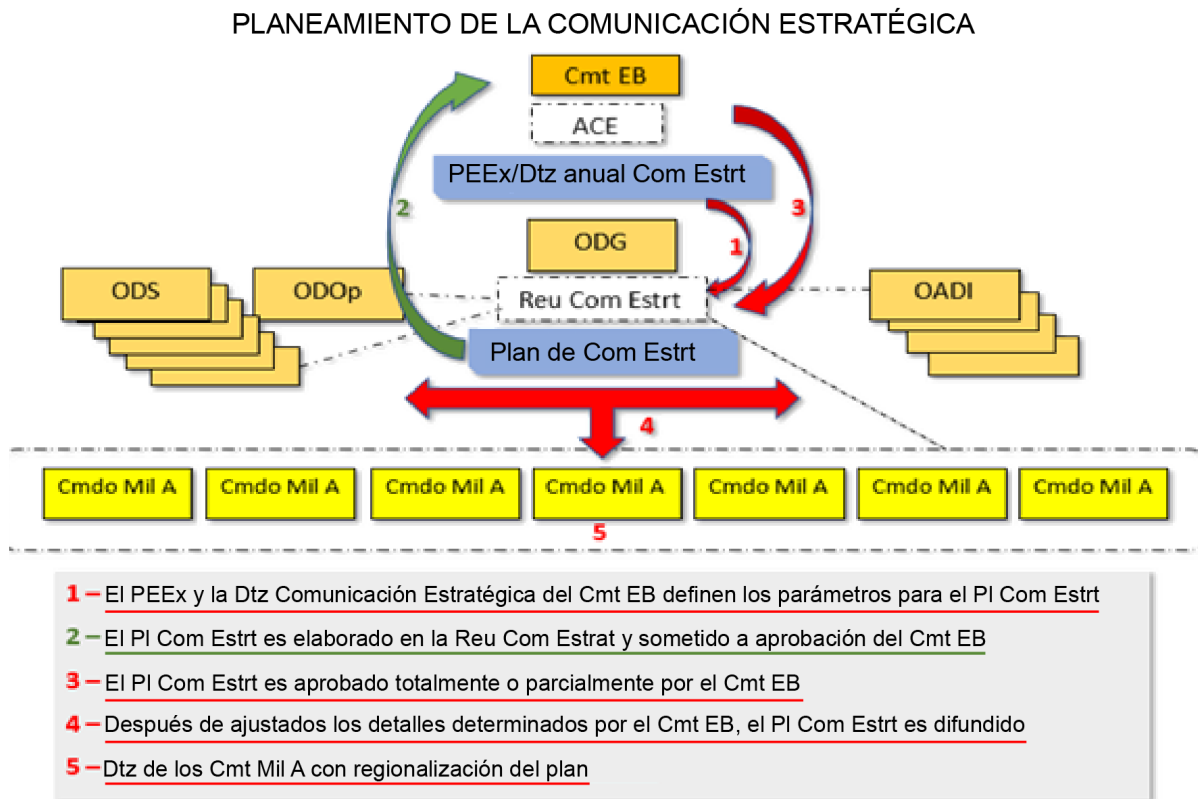 PLANEAMIENTO DE LA COMUNICACIÓN ESTRATÉGICA
Cmt EB
ACE
PEEx/Dtz anual Com Estrt
2
3
ODG
1
ODS
ODOp
Reu Com Estrt
OADI
Plan de Com Estrt
4
Cmdo Mil A
Cmdo Mil A
Cmdo Mil A
Cmdo Mil A
Cmdo Mil A
Cmdo Mil A
Cmdo Mil A
5
1 – El PEEx y la Dtz Comunicación Estratégica del Cmt EB definen los parámetros para el Pl Com Estrt
2 – El Pl Com Estrt es elaborado en la Reu Com Estrat y sometido a aprobación del Cmt EB
3 – El Pl Com Estrt es aprobado totalmente o parcialmente por el Cmt EB
4 – Después de ajustados los detalles determinados por el Cmt EB, el Pl Com Estrt es difundido
5 – Dtz de los Cmt Mil A con regionalización del plan